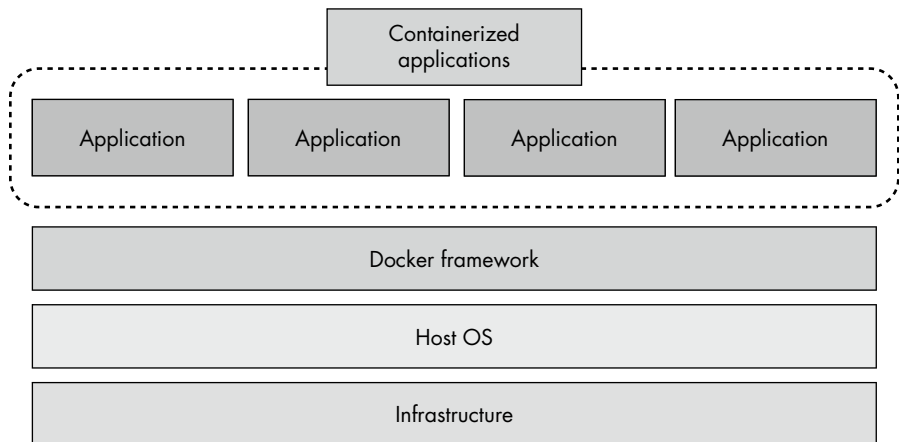 Containerized
applications
Application
Application
Application
Application
Docker framework
Host OS
Infrastructure